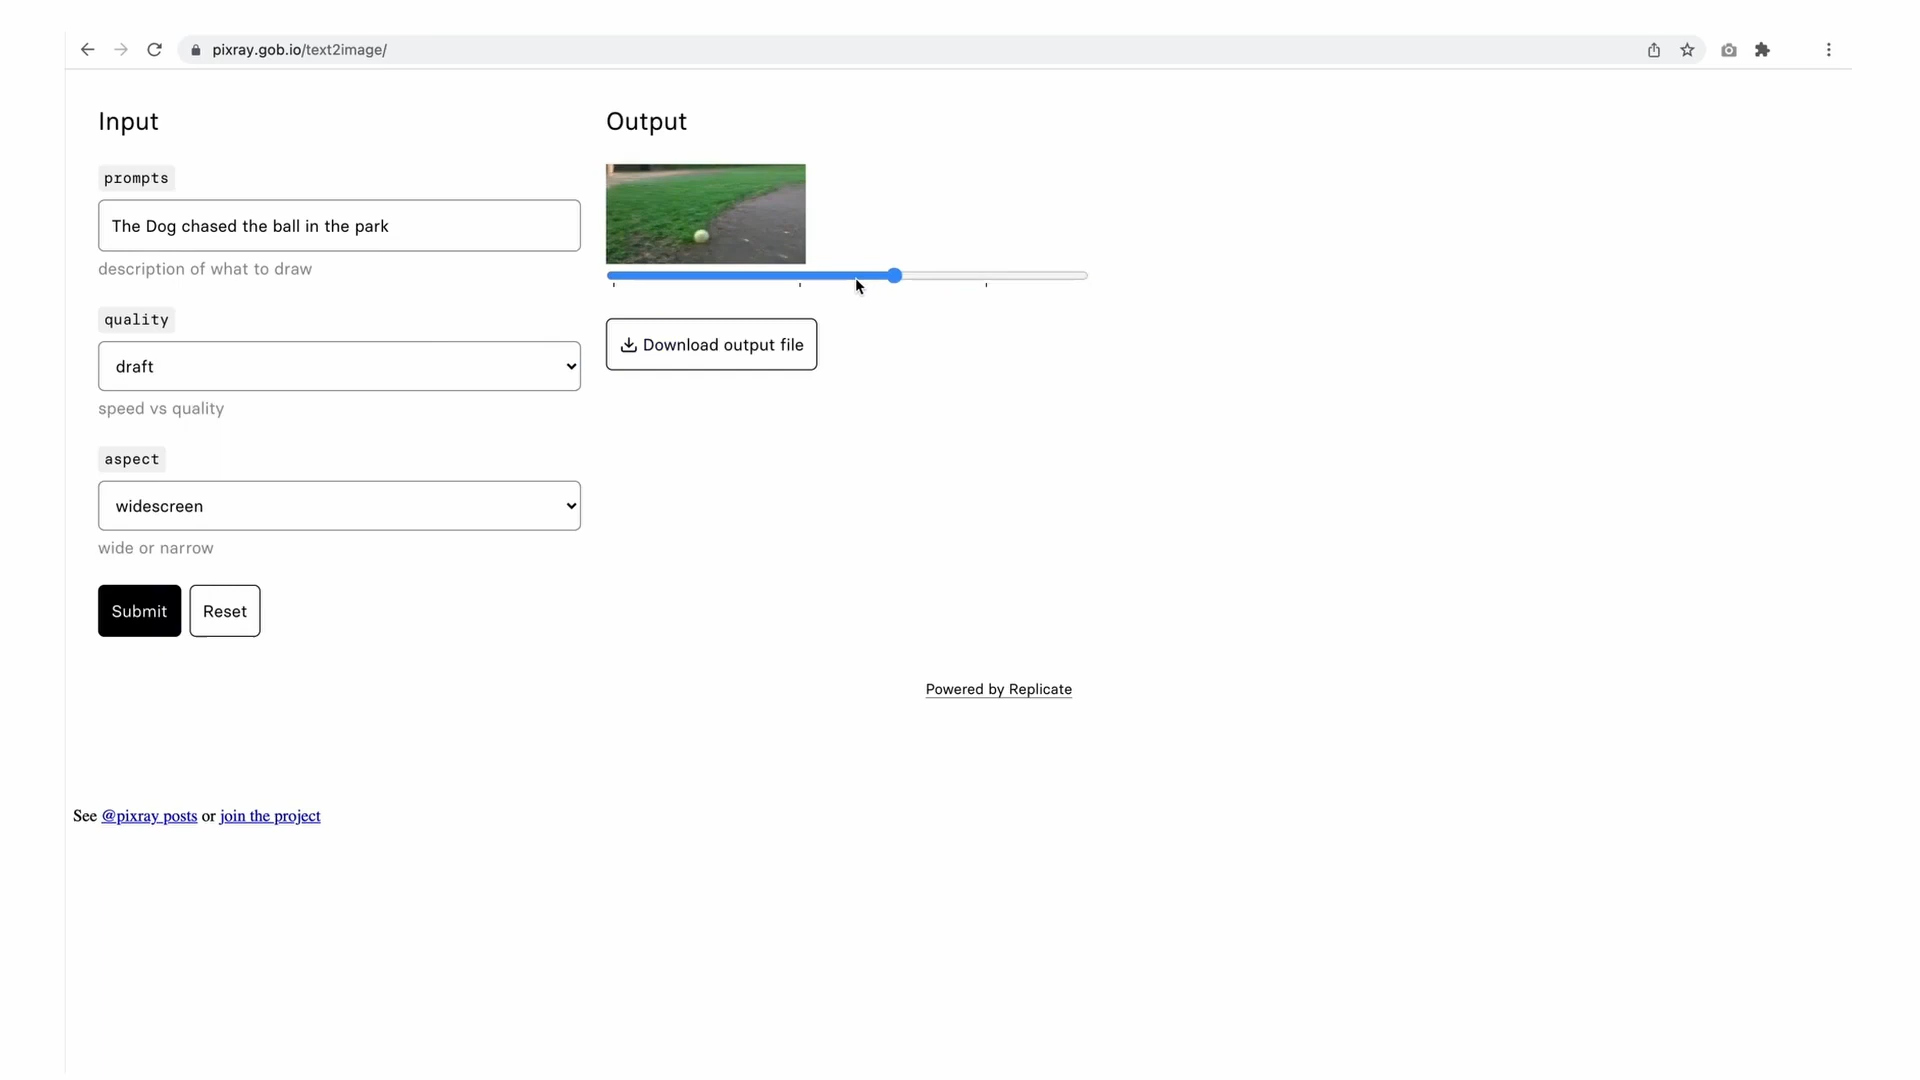 pixray.gob.io/text2image/
Input
prompts
The Dog chased the ball in the park
description of what to draw
quality
draft
speed vs quality
aspect
widescreen
wide or narrow
Submit
Reset
Output
Download output file
Powered by Replicate
See @pixray posts or join the project